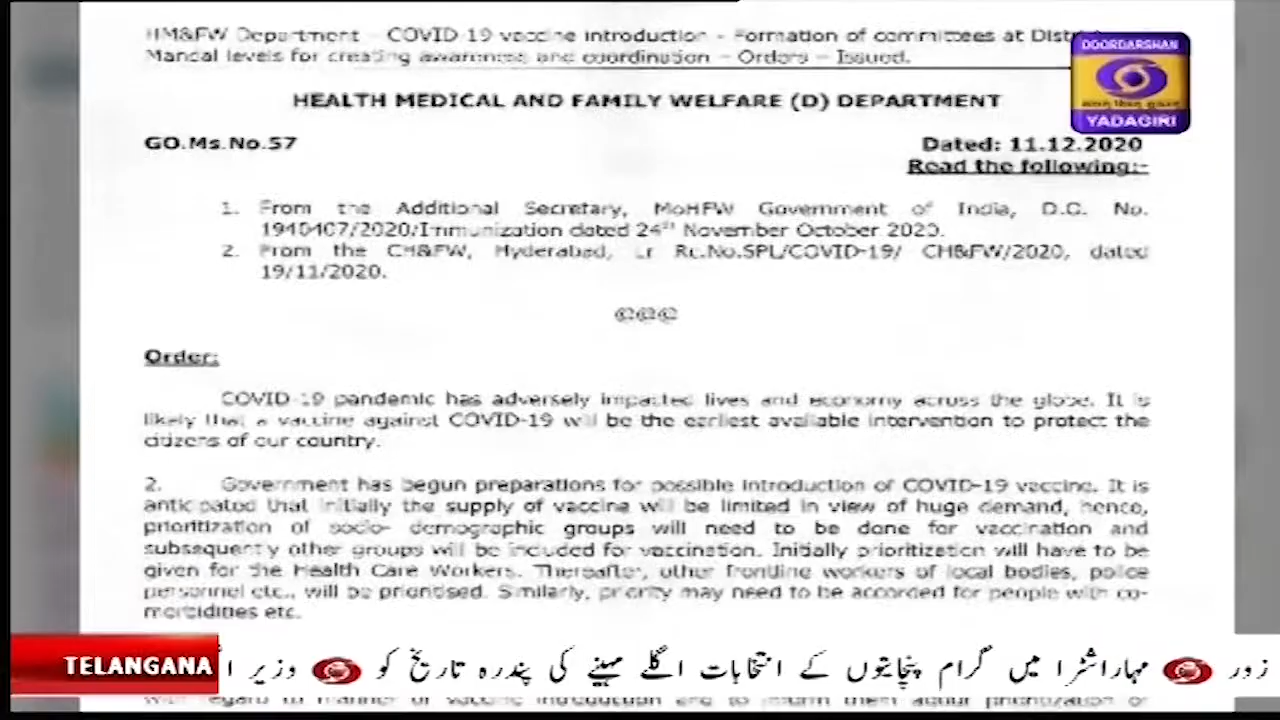 HM&FW Department – COVID-19 vaccine introduction - Formation of committees at
Mandal levels for creating awareness and coordination – Orders – Issued.
DOORDARSHAN
YADAGIRI
HEALTH MEDICAL AND FAMILY WELFARE (D) DEPARTMENT
GO.Ms.No.57
Dated: 11.12.2020
Read the following:-
1. From the Additional Secretary, MoHFW Government of India, D.O. No.
1940407/2020/Immunization dated 24th November October 2020.
2. From the CH&FW, Hyderabad, Lr Rc.No.SPL/COVID-19/ CH&FW/2020, dated
19/11/2020.
@@@
Order:
COVID-19 pandemic has adversely impacted lives and economy across the globe. It is
likely that a vaccine against COVID-19 will be the earliest available intervention to protect the
citizens of our country.
2. Government has begun preparations for possible introduction of COVID-19 vaccine. It is
anticipated that initially the supply of vaccine will be limited in view of huge demand, hence,
prioritization of socio- demographic groups will need to be done for vaccination and
subsequently other groups will be included for vaccination. Initially prioritization will have to be
given for the Health Care Workers. Thereafter, other frontline workers of local bodies, police
personnel etc., will be prioritised. Similarly, priority may need to be accorded for people with co-
morbidities etc.
TELANGANA
زور مہاراشٹرا میں گرام پنچایتوں کے انتخابات اگلے مہینے کی پندرہ تاریخ کو وزیر